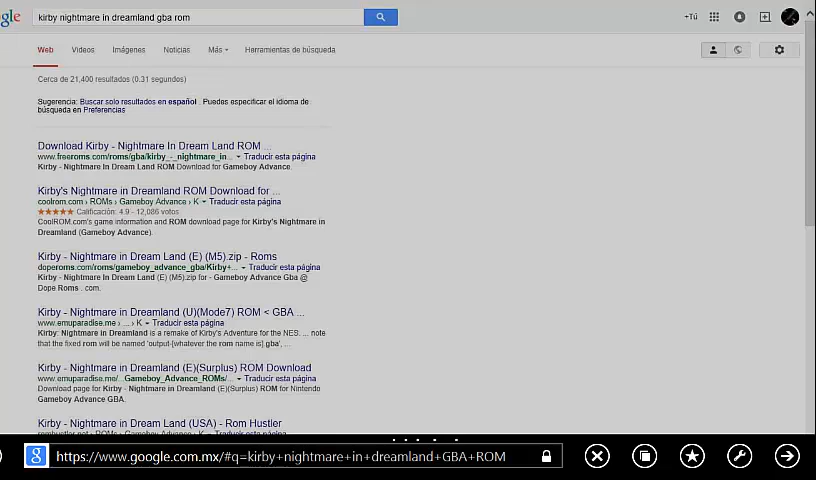 gle kirby nightmare in dreamland gba rom +Tú
Web Videos Imágenes Noticias Más Herramientas de búsqueda
Cerca de 21,400 resultados (0.31 segundos)
Sugerencia: Buscar solo resultados en español . Puedes especificar el idioma de
búsqueda en Preferencias
Download Kirby - Nightmare In Dream Land ROM ...
www.freeroms.com/roms/gba/kirby_-_nightmare_in... Traducir esta página
Kirby - Nightmare In Dream Land ROM Download for Gameboy Advance.
Kirby's Nightmare in Dreamland ROM Download for ...
coolrom.com › ROMs › Gameboy Advance › K Traducir esta página
★★★★★ Calificación: 4.9 - 12,086 votos
CoolROM.com's game information and ROM download page for Kirby's Nightmare in
Dreamland (Gameboy Advance).
Kirby - Nightmare in Dream Land (E) (M5).zip - Roms
doperoms.com/roms/gameboy_advance_gba/Kirby+... Traducir esta página
Kirby - Nightmare In Dream Land (E) (M5).zip for - Gameboy Advance Gba @
Dope Roms . com.
Kirby - Nightmare in Dreamland (U)(Mode7) ROM < GBA ...
www.emuparadise.me › ... › K Traducir esta página
Kirby: Nightmare in Dreamland is a remake of Kirby's Adventure for the NES. ... note
that the fixed rom will be named 'output-[whatever the rom name is].gba', ...
Kirby - Nightmare in Dreamland (E)(Surplus) ROM Download
www.emuparadise.me/...Gameboy_Advance_ROMs/... Traducir esta página
Download page for Kirby - Nightmare in Dreamland (E)(Surplus) ROM for Nintendo
Gameboy Advance GBA.
Kirby - Nightmare in Dream Land (USA) - Rom Hustler
romhustler.net › ROMs › Gameboy Advance › K Traducir esta página
https://www.google.com.mx/#q=kirby+nightmare+in+dreamland+GBA+ROM